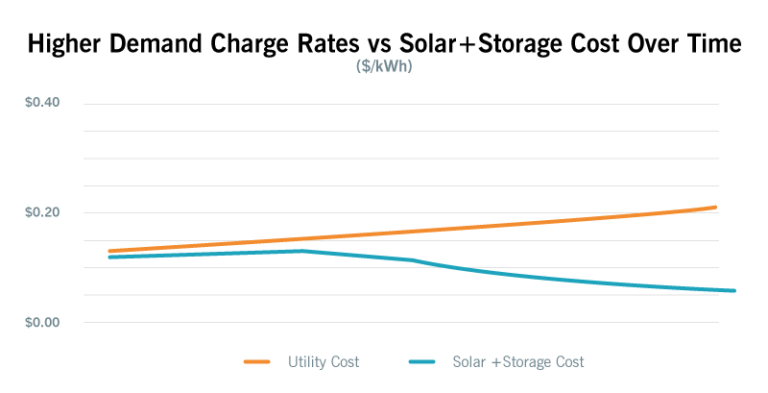 Higher Demand Charge Rates vs Solar+Storage Cost Over Time
($/kWh)
$0.40
$0.20
$0.00
Utility Cost
Solar +Storage Cost